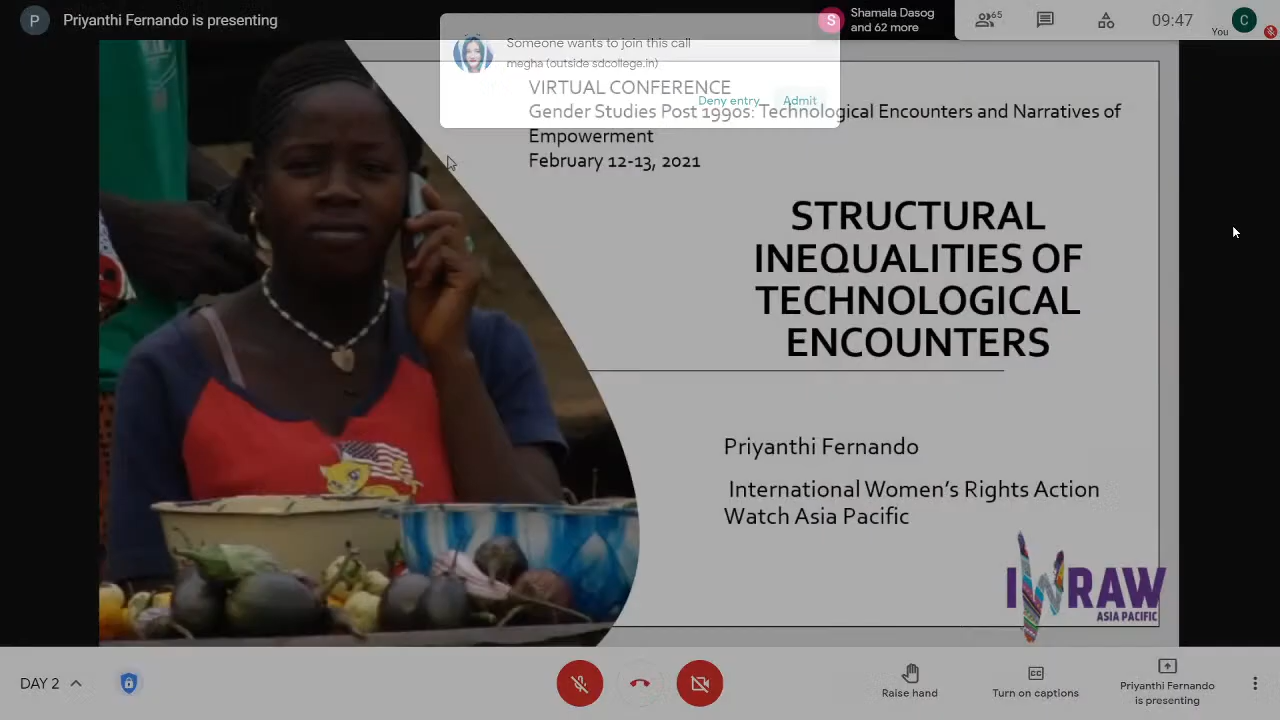 P
Priyanthi Fernando is presenting
Someone wants to join this call
megha (outside sdcollege.in)
Deny entry
Admit
S
Shamala Dasog
and 62 more
65
09:47
You
C
VIRTUAL CONFERENCE
Gender Studies Post 1990s: Technological Encounters and Narratives of
Empowerment
February 12-13, 2021
STRUCTURAL
INEQUALITIES OF
TECHNOLOGICAL
ENCOUNTERS
Priyanthi Fernando
International Women's Rights Action
Watch Asia Pacific
IWRAW
ASIA PACIFIC
DAY 2
Raise hand
CC
Turn on captions
Priyanthi Fernando
is presenting